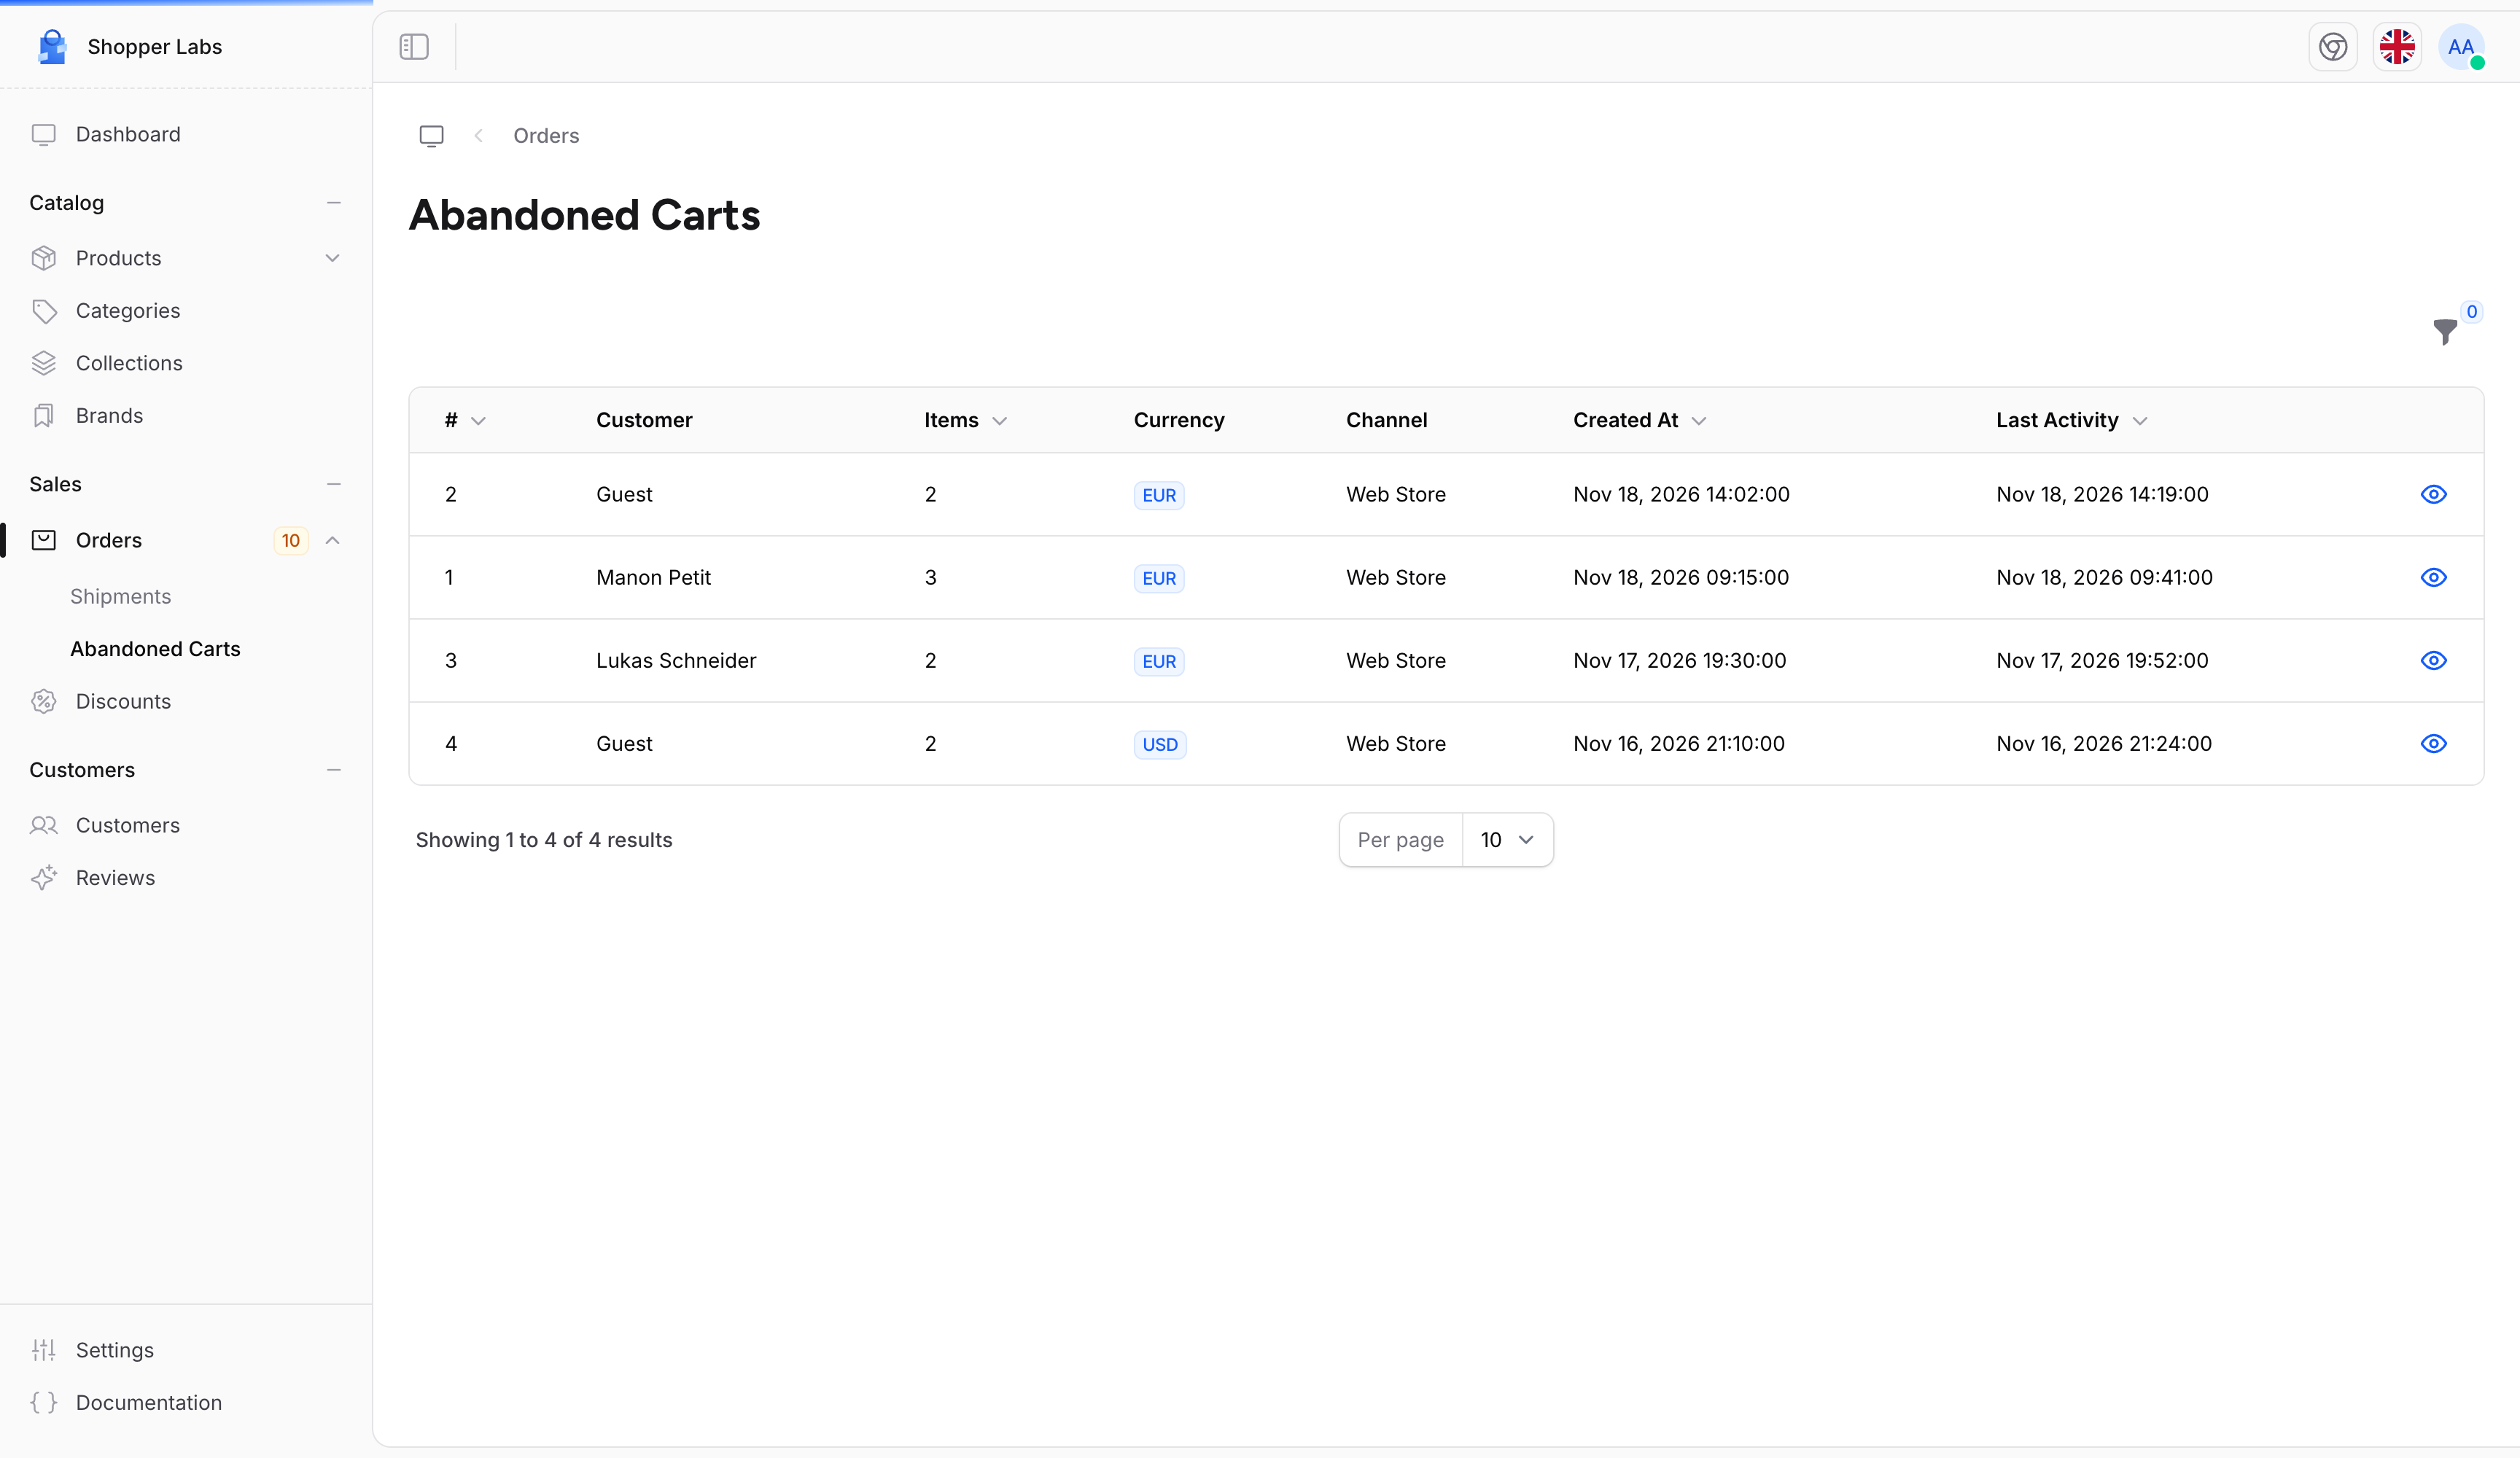 Shopper Labs
AA
Dashboard
Catalog
Products
Categories
Collections
Brands
Sales
Orders 10
Shipments
Abandoned Carts
Discounts
Customers
Customers
Reviews
Settings
Documentation
Orders
Abandoned Carts
0
# Customer Items Currency Channel Created At Last Activity
2 Guest 2 EUR Web Store Nov 18, 2026 14:02:00 Nov 18, 2026 14:19:00
1 Manon Petit 3 EUR Web Store Nov 18, 2026 09:15:00 Nov 18, 2026 09:41:00
3 Lukas Schneider 2 EUR Web Store Nov 17, 2026 19:30:00 Nov 17, 2026 19:52:00
4 Guest 2 USD Web Store Nov 16, 2026 21:10:00 Nov 16, 2026 21:24:00
Showing 1 to 4 of 4 results
Per page 10